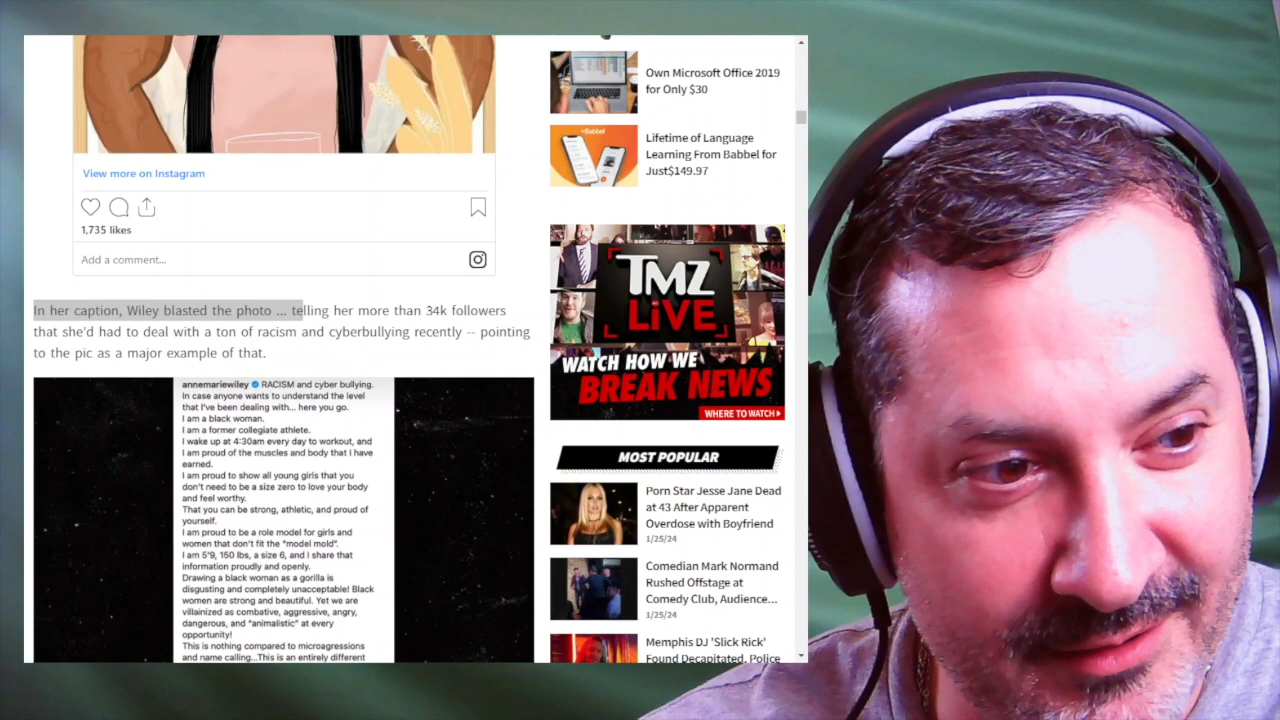 View more on Instagram
1,735 likes
Add a comment...
In her caption, Wiley blasted the photo ... telling her more than 34k followers
that she'd had to deal with a ton of racism and cyberbullying recently -- pointing
to the pic as a major example of that.
annemariewiley RACISM and cyber bullying.
In case anyone wants to understand the level
that I've been dealing with... here you go.
I am a black woman.
I am a former collegiate athlete.
I wake up at 4:30am every day to workout, and
I am proud of the muscles and body that I have
earned.
I am proud to show all young girls that you
don't need to be a size zero to love your body
and feel worthy.
That you can be strong, athletic, and proud of
yourself.
I am proud to be a role model for girls and
women that don't fit the "model mold".
I am 5'9, 150 lbs, a size 6, and I share that
information proudly and openly.
Drawing a black woman as a gorilla is
disgusting and completely unacceptable! Black
women are strong and beautiful. Yet we are
villainized as combative, aggressive, angry,
dangerous, and "animalistic" at every
opportunity!
This is nothing compared to microagressions
and name calling...This is an entirely different
Own Microsoft Office 2019
for Only $30
Babbel
Lifetime of Language
Learning From Babbel for
Just$149.97
TMZ
LiVE
WATCH HOW WE
BREAK NEWS
WHERE TO WATCH
MOST POPULAR
Porn Star Jesse Jane Dead
at 43 After Apparent
Overdose with Boyfriend
1/25/24
Comedian Mark Normand
Rushed Offstage at
Comedy Club, Audience...
1/25/24
Memphis DJ 'Slick Rick'
Found Decapitated, Police